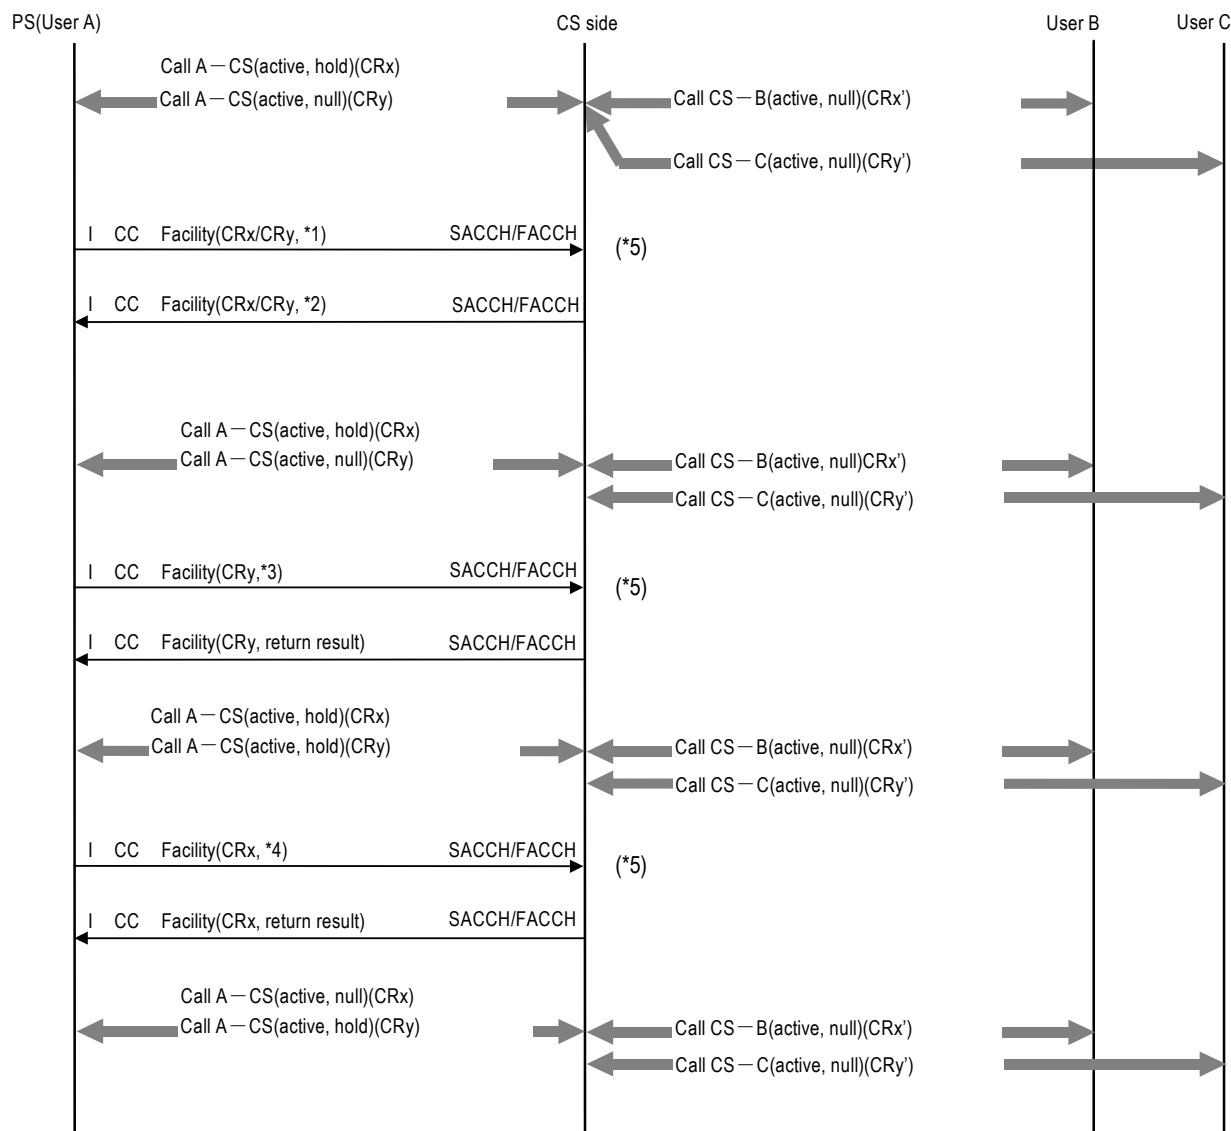 PS(User A) CS side User B User C
Call A－CS(active, hold)(CRx)
Call A－CS(active, null)(CRy) Call CS－B(active, null)(CRx’)
Call CS－C(active, null)(CRy’)
I CC Facility(CRx/CRy, *1) SACCH/FACCH (*5)
I CC Facility(CRx/CRy, *2) SACCH/FACCH
Call A－CS(active, hold)(CRx)
Call A－CS(active, null)(CRy) Call CS－B(active, null)CRx’)
Call CS－C(active, null)(CRy’)
I CC Facility(CRy,*3) SACCH/FACCH (*5)
I CC Facility(CRy, return result) SACCH/FACCH
Call A－CS(active, hold)(CRx)
Call A－CS(active, hold)(CRy) Call CS－B(active, null)(CRx’)
Call CS－C(active, null)(CRy’)
I CC Facility(CRx, *4) SACCH/FACCH (*5)
I CC Facility(CRx, return result) SACCH/FACCH
Call A－CS(active, null)(CRx)
Call A－CS(active, hold)(CRy) Call CS－B(active, null)(CRx’)
Call CS－C(active, null)(CRy’)